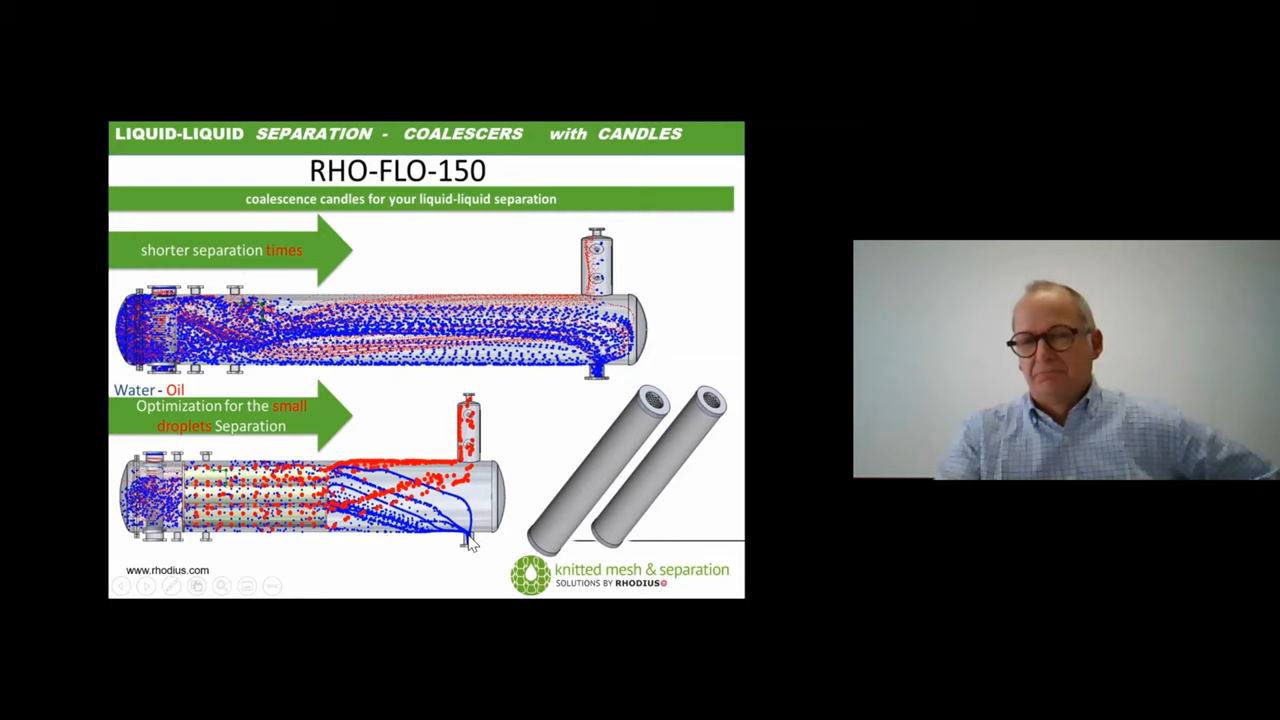 LIQUID-LIQUID SEPARATION - COALESCERS with CANDLES
RHO-FLO-150
coalescence candles for your liquid-liquid separation
shorter separation times
Water - Oil
Optimization for the small
droplets Separation
www.rhodius.com
knitted mesh & separation
SOLUTIONS BY RHODIUS